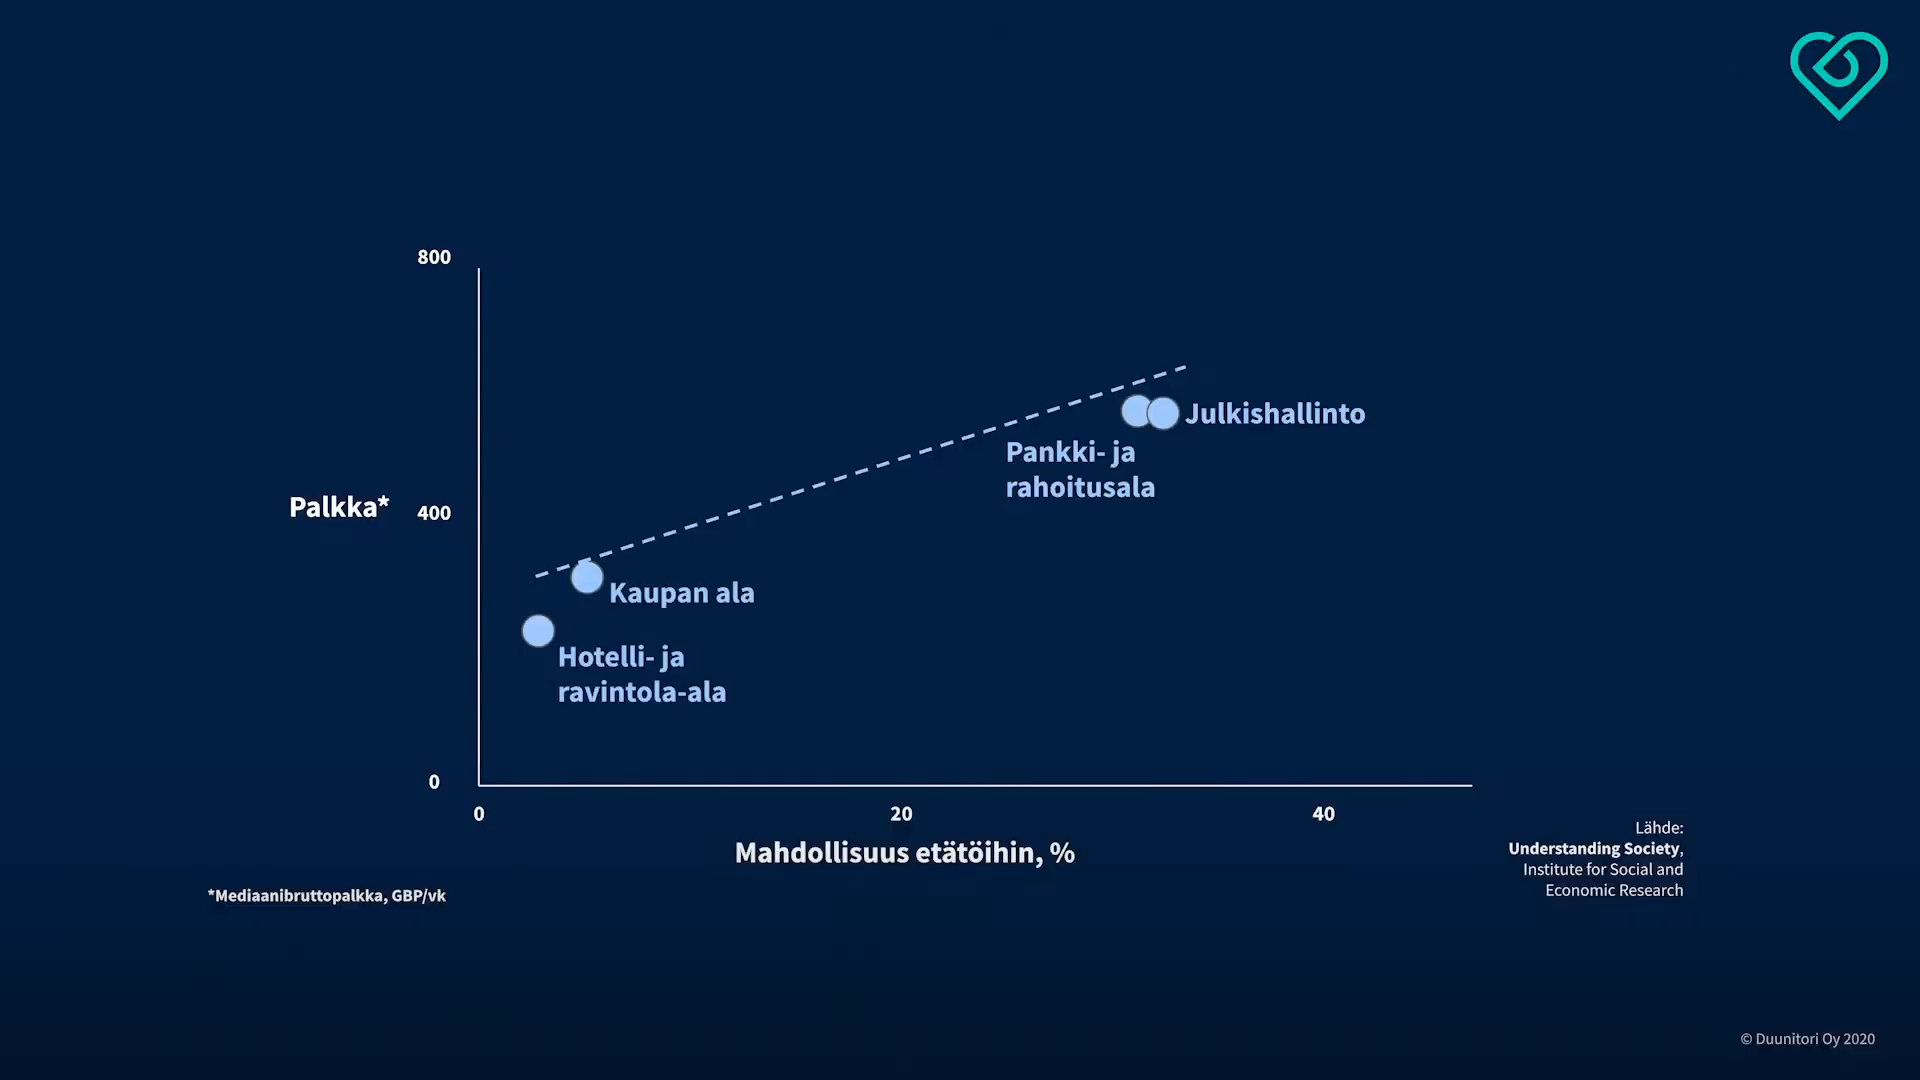 800
Julkishallinto
Pankki- ja
rahoitusala
Palkka*
400
Kaupan ala
Hotelli- ja
ravintola-ala
0
0
20
40
Mahdollisuus etätöihin, %
Lähde:
Understanding Society,
Institute for Social and
Economic Research
*Mediaanibruttopalkka, GBP/vk
© Duunitori Oy 2020